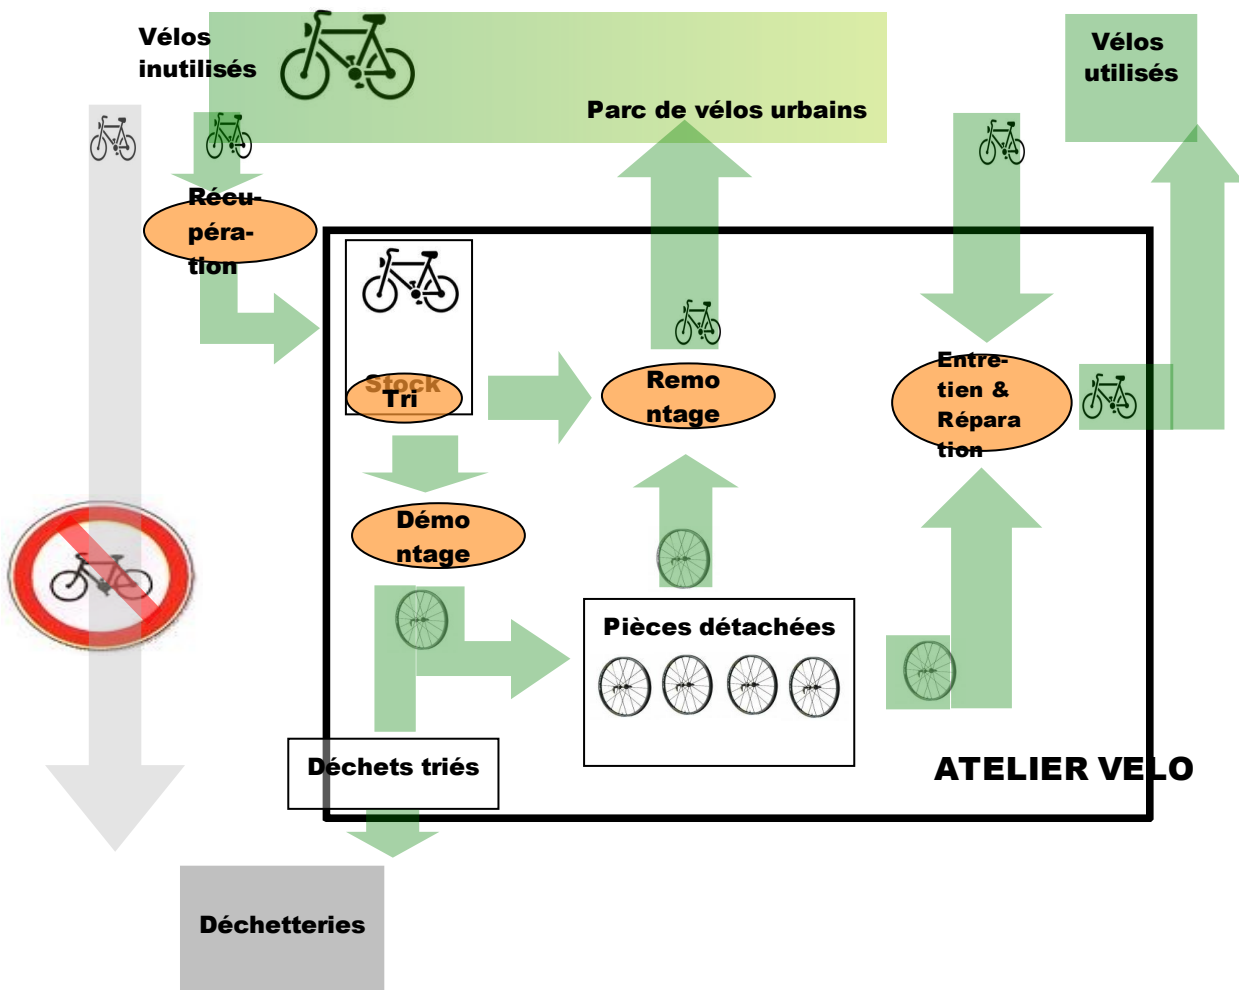 Vélos
inutilisés
Parc de vélos urbains
Vélos
utilisés
Récu-
péra-
tion
Stock
Tri
Remo
ntage
Entre-
tien &
Répara
tion
Démo
ntage
Pièces détachées
Déchets triés
ATELIER VELO
Déchetteries